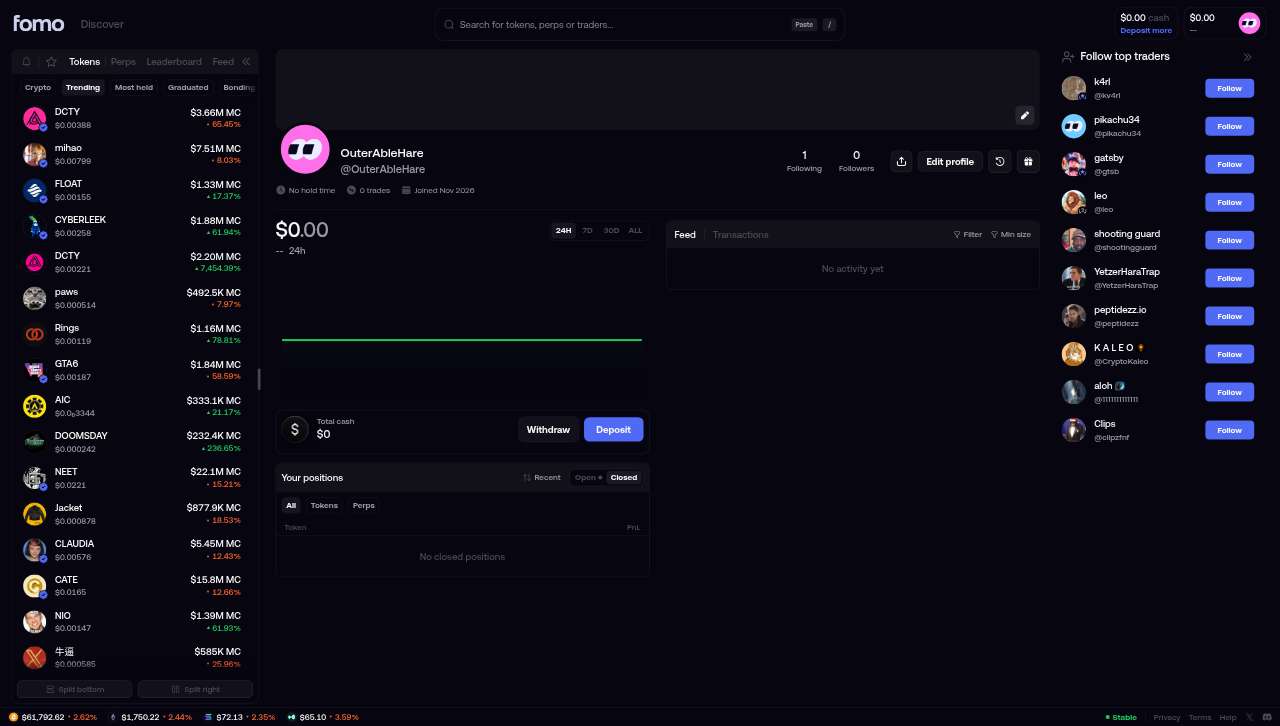 fomo
Discover
Search for tokens, perps or traders...
Paste
/
$0.00 cash
Deposit more
$0.00
—
Tokens
Perps
Leaderboard
Feed
Crypto
Trending
Most held
Graduated
Bonding
DCTY
$0.00388
$3.66M MC
65.45%
mihao
$0.00799
$7.51M MC
8.03%
FLOAT
$0.00155
$1.33M MC
17.37%
CYBERLEEK
$0.00258
$1.88M MC
61.94%
DCTY
$0.00221
$2.20M MC
7,454.39%
paws
$0.000514
$492.5K MC
7.97%
Rings
$0.00119
$1.16M MC
78.81%
GTA6
$0.00187
$1.84M MC
58.59%
AIC
$0.0₃3344
$333.1K MC
21.17%
DOOMSDAY
$0.000242
$232.4K MC
236.65%
NEET
$0.0221
$22.1M MC
15.21%
Jacket
$0.000878
$877.9K MC
18.53%
CLAUDIA
$0.00576
$5.45M MC
12.43%
CATE
$0.0165
$15.8M MC
12.66%
NIO
$0.00147
$1.39M MC
61.93%
牛逼
$0.000585
$585K MC
25.96%
Split bottom
Split right
OuterAbleHare
@OuterAbleHare
No hold time
0 trades
Joined Nov 2026
1
Following
0
Followers
Edit profile
$0.00
-- 24h
24H
7D
30D
ALL
$
Total cash
$0
Withdraw
Deposit
Your positions
Recent
Open
Closed
All
Tokens
Perps
Token
PnL
No closed positions
Feed
Transactions
Filter
Min size
No activity yet
Follow top traders
k4rl
@kv4rl
Follow
pikachu34
@pikachu34
Follow
gatsby
@gtsb
Follow
leo
@leo
Follow
shooting guard
@shootingguard
Follow
YetzerHaraTrap
@YetzerHaraTrap
Follow
peptidezz.io
@peptidezz
Follow
K A L E O
@CryptoKaleo
Follow
aloh
Follow
Clips
@clipzfnf
Follow
$61,792.62 2.62%
$1,750.22 2.44%
$72.13 2.35%
$65.10 3.59%
Stable
Privacy
Terms
Help